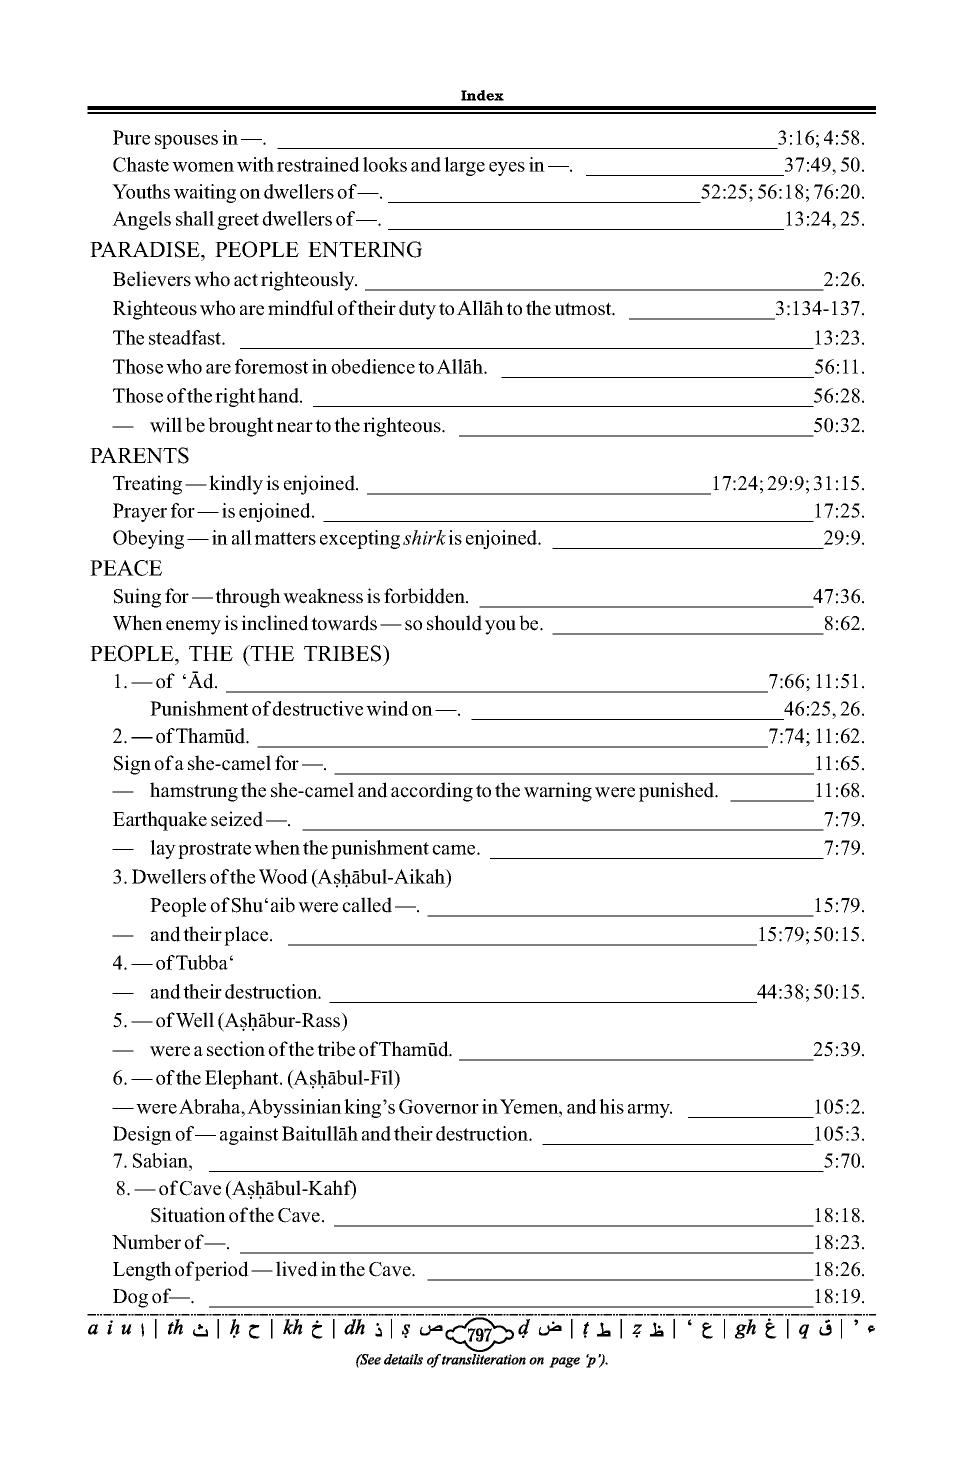 Index
Pure spouses in —. 3:16; 4:58.
Chaste women with restrained looks and large eyes in —. 37:49, 50.
Youths waiting on dwellers of —. 52:25; 56:18; 76:20.
Angels shall greet dwellers of —. 13:24, 25.
PARADISE, PEOPLE ENTERING
Believers who act righteously. 2:26.
Righteous who are mindful of their duty to Allāh to the utmost. 3:134-137.
The steadfast. 13:23.
Those who are foremost in obedience to Allāh. 56:11.
Those of the right hand. 56:28.
— will be brought near to the righteous. 50:32.
PARENTS
Treating — kindly is enjoined. 17:24; 29:9; 31:15.
Prayer for — is enjoined. 17:25.
Obeying — in all matters excepting shirk is enjoined. 29:9.
PEACE
Suing for — through weakness is forbidden. 47:36.
When enemy is inclined towards — so should you be. 8:62.
PEOPLE, THE (THE TRIBES)
1. — of ‘Ād. 7:66; 11:51.
Punishment of destructive wind on —. 46:25, 26.
2. — of Thamūd. 7:74; 11:62.
Sign of a she-camel for —. 11:65.
— hamstrung the she-camel and according to the warning were punished. 11:68.
Earthquake seized —. 7:79.
— lay prostrate when the punishment came. 7:79.
3. Dwellers of the Wood (Aṣḥābul-Aikah)
People of Shu‘aib were called —. 15:79.
— and their place. 15:79; 50:15.
4. — of Tubba‘
— and their destruction. 44:38; 50:15.
5. — of Well (Aṣḥābur-Rass)
— were a section of the tribe of Thamūd. 25:39.
6. — of the Elephant. (Aṣḥābul-Fīl)
— were Abraha, Abyssinian king’s Governor in Yemen, and his army. 105:2.
Design of — against Baitullāh and their destruction. 105:3.
7. Sabian, 5:70.
8. — of Cave (Aṣḥābul-Kahf)
Situation of the Cave. 18:18.
Number of —. 18:23.
Length of period — lived in the Cave. 18:26.
Dog of—. 18:19.
a i u ا | th ث | ḥ ح | kh خ | dh ذ | ṣ ص 797 ḍ ض | ṭ ط | ẓ ظ | ‘ ع | gh غ | q ق | ’ ء
(See details of transliteration on page ‘p’).